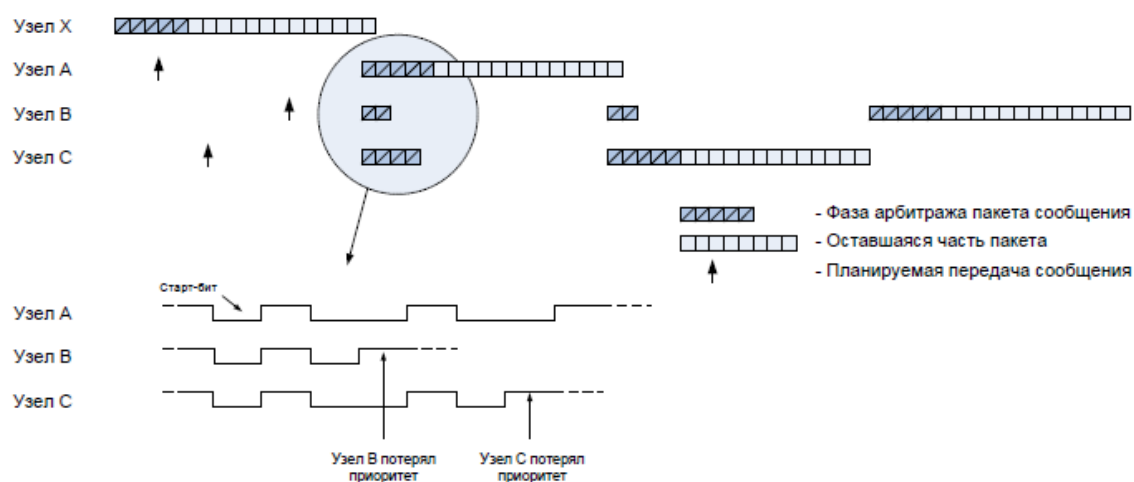 Узел X
Узел A
Узел B
Узел C
- Фаза арбитража пакета сообщения
- Оставшаяся часть пакета
- Планируемая передача сообщения
Старт-бит
Узел A
Узел B
Узел C
Узел B потерял
приоритет
Узел C потерял
приоритет